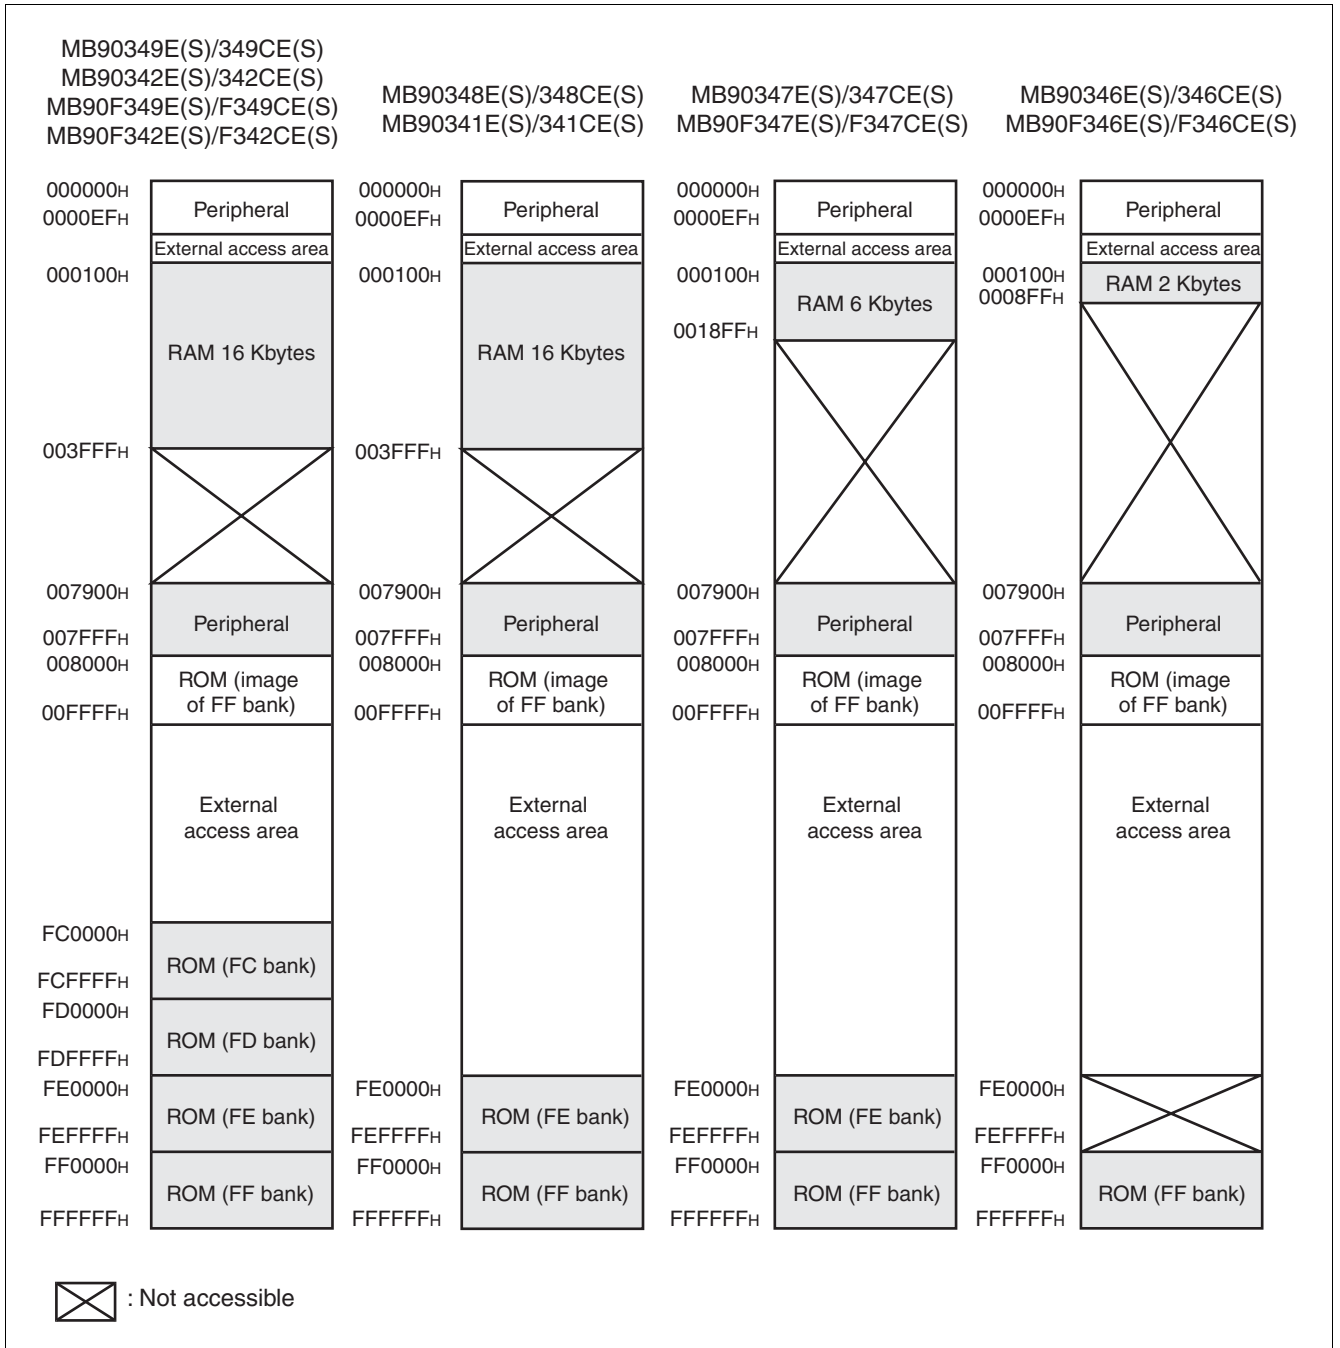 MB90349E(S)/349CE(S)
MB90342E(S)/342CE(S)
MB90F349E(S)/F349CE(S)
MB90F342E(S)/F342CE(S)
000000H
0000EFH
Peripheral
External access area
000100H
RAM 16 Kbytes
003FFFH
007900H
Peripheral
007FFFH
008000H
ROM (image
of FF bank)
00FFFFH
External
access area
FC0000H
ROM (FC bank)
FCFFFFH
FD0000H
ROM (FD bank)
FDFFFFH
FE0000H
ROM (FE bank)
FEFFFFH
FF0000H
ROM (FF bank)
FFFFFFH
MB90348E(S)/348CE(S)
MB90341E(S)/341CE(S)
000000H
0000EFH
Peripheral
External access area
000100H
RAM 16 Kbytes
003FFFH
007900H
Peripheral
007FFFH
008000H
ROM (image
of FF bank)
00FFFFH
External
access area
FE0000H
ROM (FE bank)
FEFFFFH
FF0000H
ROM (FF bank)
FFFFFFH
MB90347E(S)/347CE(S)
MB90F347E(S)/F347CE(S)
000000H
0000EFH
Peripheral
External access area
000100H
RAM 6 Kbytes
0018FFH
007900H
Peripheral
007FFFH
008000H
ROM (image
of FF bank)
00FFFFH
External
access area
FE0000H
ROM (FE bank)
FEFFFFH
FF0000H
ROM (FF bank)
FFFFFFH
MB90346E(S)/346CE(S)
MB90F346E(S)/F346CE(S)
000000H
0000EFH
Peripheral
External access area
000100H
RAM 2 Kbytes
0008FFH
007900H
Peripheral
007FFFH
008000H
ROM (image
of FF bank)
00FFFFH
External
access area
FE0000H
FEFFFFH
FF0000H
ROM (FF bank)
FFFFFFH
: Not accessible